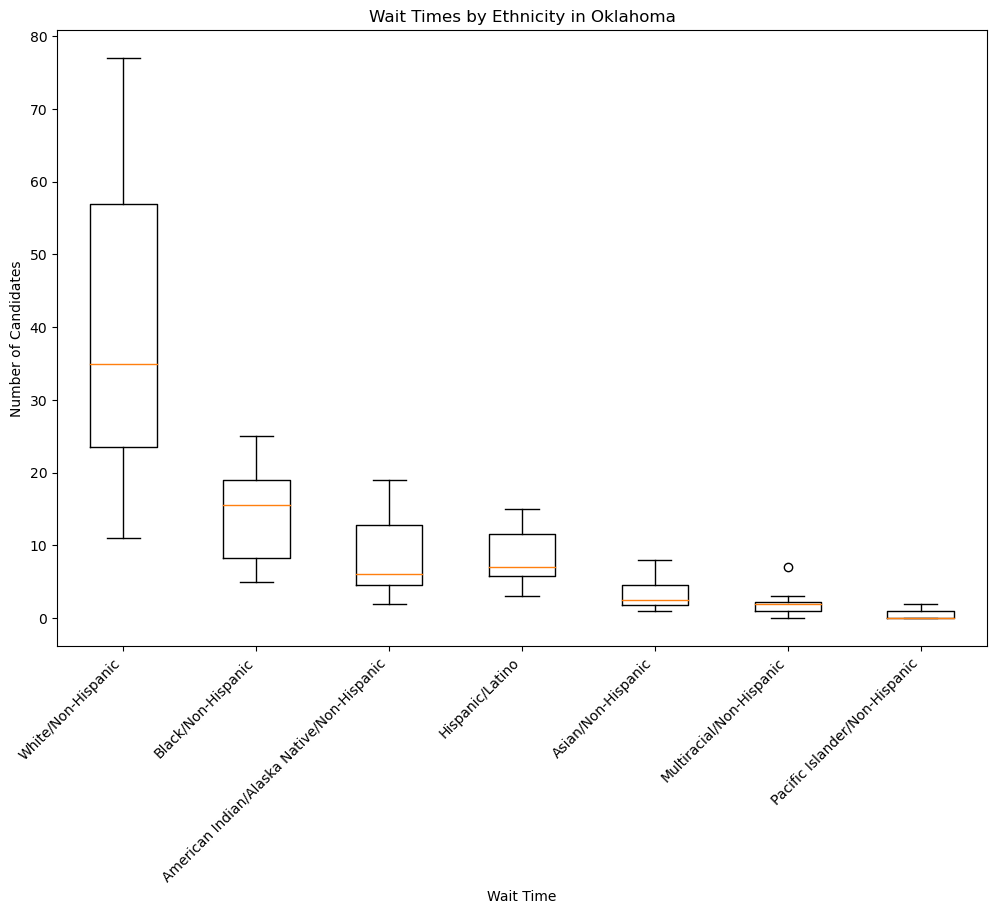 Wait Times by Ethnicity in Oklahoma
Number of Candidates
80
70
60
50
40
30
20
10
0
White/Non-Hispanic
Black/Non-Hispanic
American Indian/Alaska Native/Non-Hispanic
Hispanic/Latino
Asian/Non-Hispanic
Multiracial/Non-Hispanic
Pacific Islander/Non-Hispanic
Wait Time